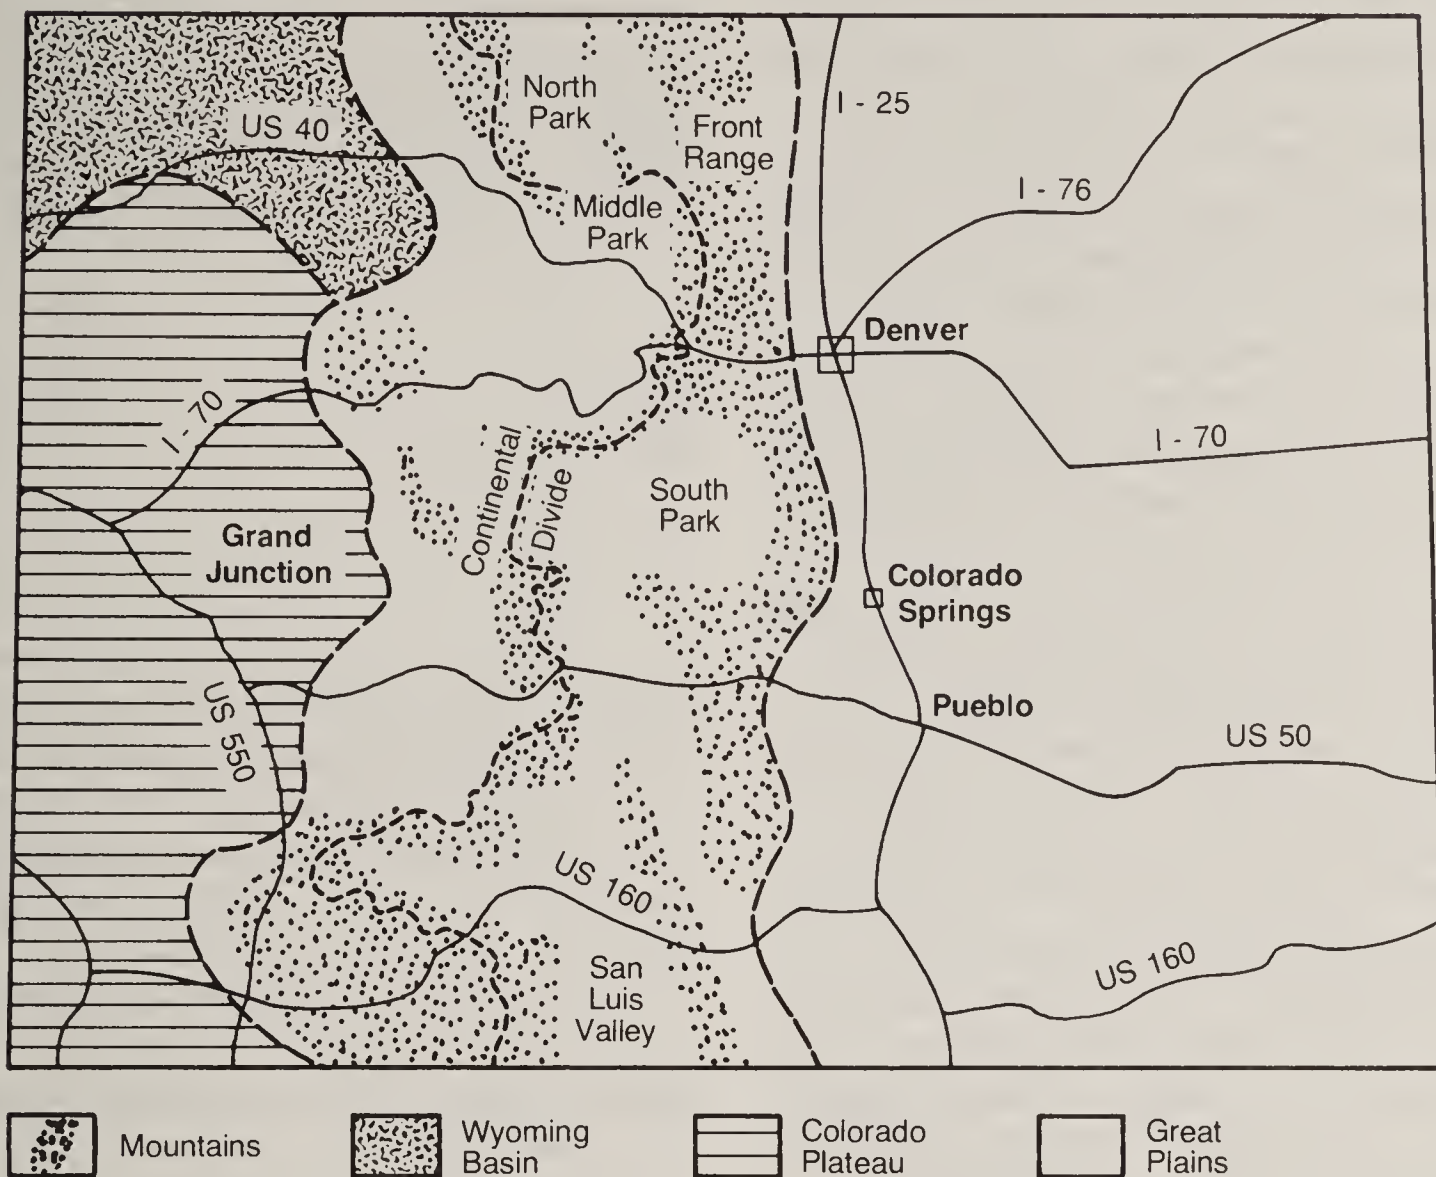 North
Park
I - 25
US 40
Front
Range
I - 76
Middle
Park
Denver
I - 70
I - 70
Continental
Divide
South
Park
Grand
Junction
Colorado
Springs
US 550
Pueblo
US 50
US 160
US 160
San
Luis
Valley
Mountains
Wyoming
Basin
Colorado
Plateau
Great
Plains